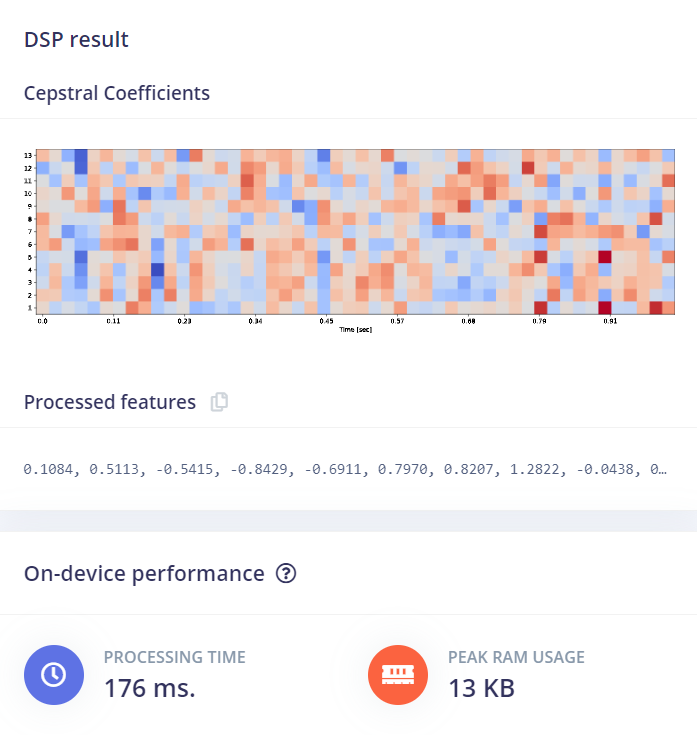 DSP result
Cepstral Coefficients
13
12
11
10
9
8
7
6
5
4
3
2
1
0.0 0.11 0.23 0.34 0.45 0.57 0.68 0.79 0.91
Time [sec]
Processed features
0.1084, 0.5113, -0.5415, -0.8429, -0.6911, 0.7970, 0.8207, 1.2822, -0.0438, 0…
On-device performance ?
PROCESSING TIME PEAK RAM USAGE
176 ms. 13 KB